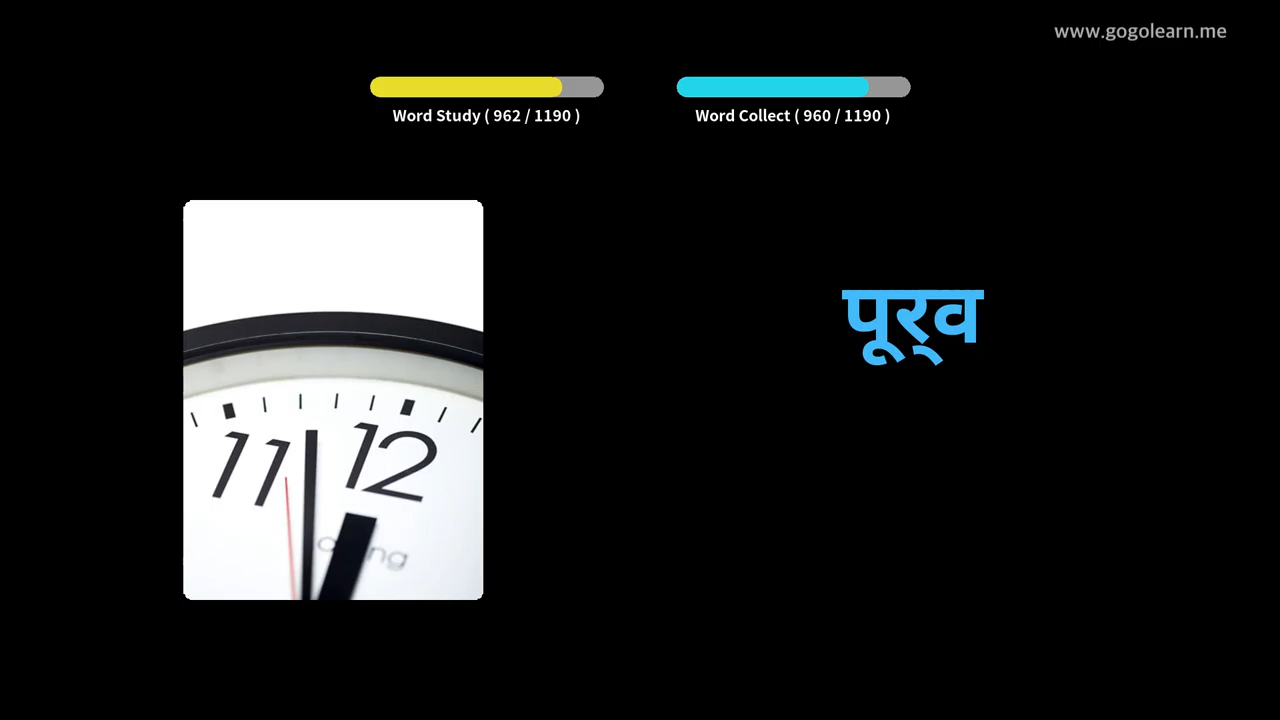 www.gogolearn.me
Word Study ( 962 / 1190 )
Word Collect ( 960 / 1190 )
पूर्‌व
11 12